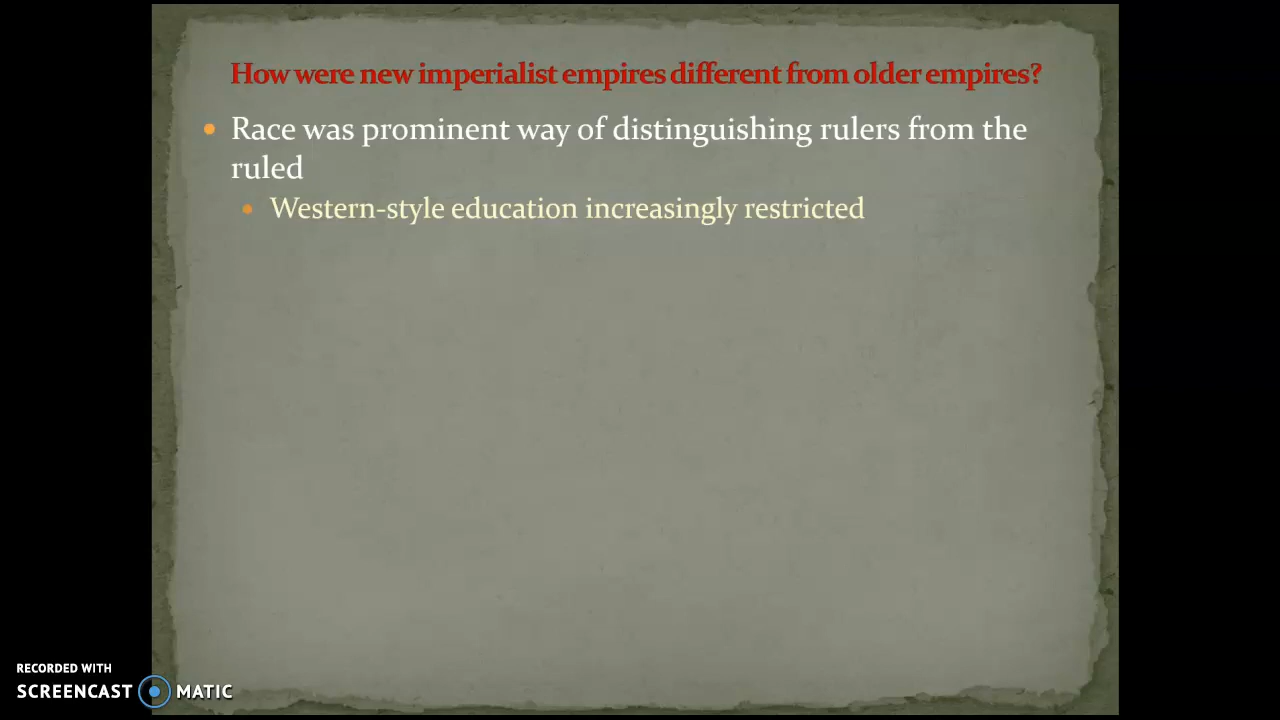 How were new imperialist empires different from older empires?
Race was prominent way of distinguishing rulers from the
ruled
Western-style education increasingly restricted
RECORDED WITH
SCREENCAST MATIC